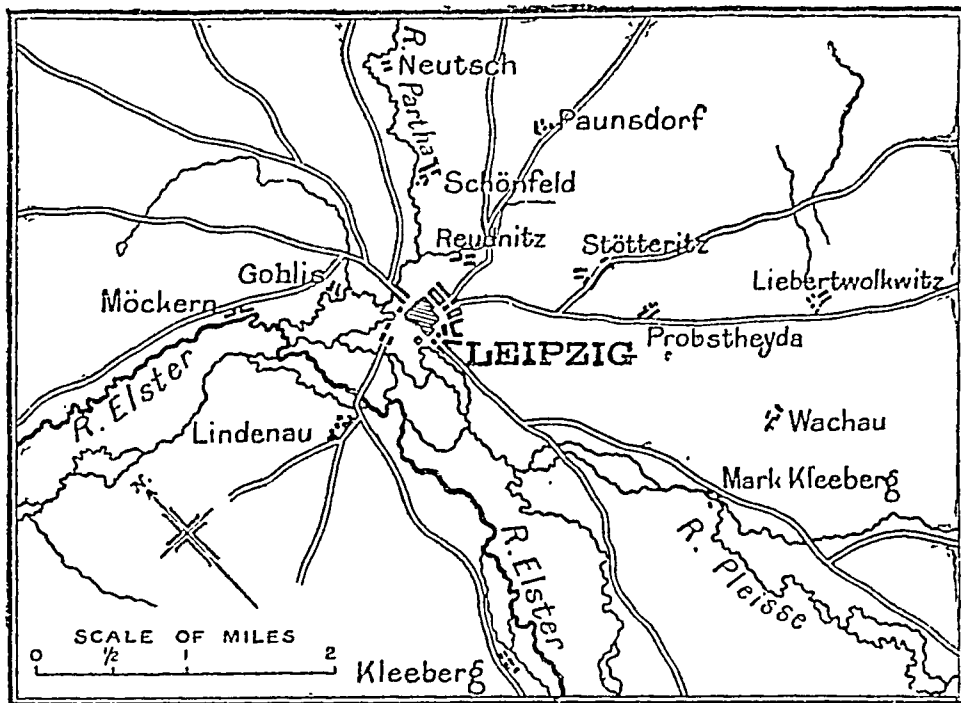 R. Partha
Neutsch
Paunsdorf
Schönfeld
Reudnitz
Stötteritz
Gohlis
Liebertwolkwitz
Möckern
Probstheyda
LEIPZIG
R. Elster
Lindenau
Wachau
Mark Kleeberg
N.
R. Elster
R. Pleisse
SCALE OF MILES
0 ½ 1 2
Kleeberg